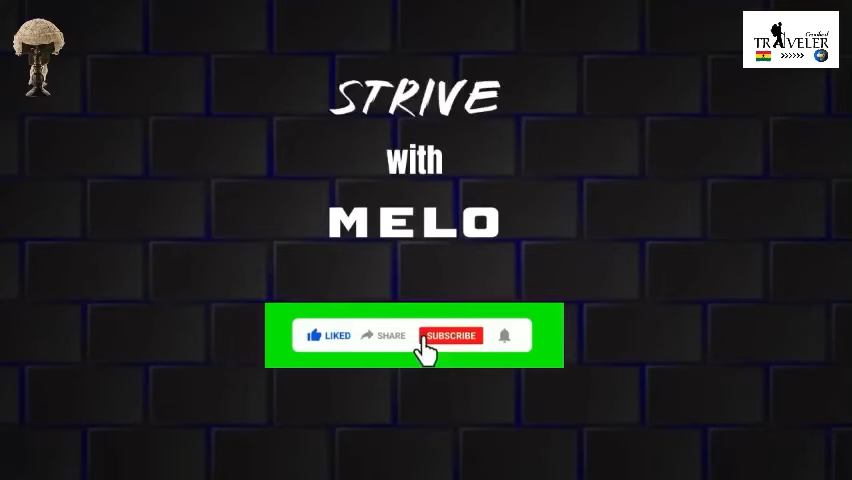 TRAVELER
STRIVE
with
MELO
LIKED SHARE SUBSCRIBE